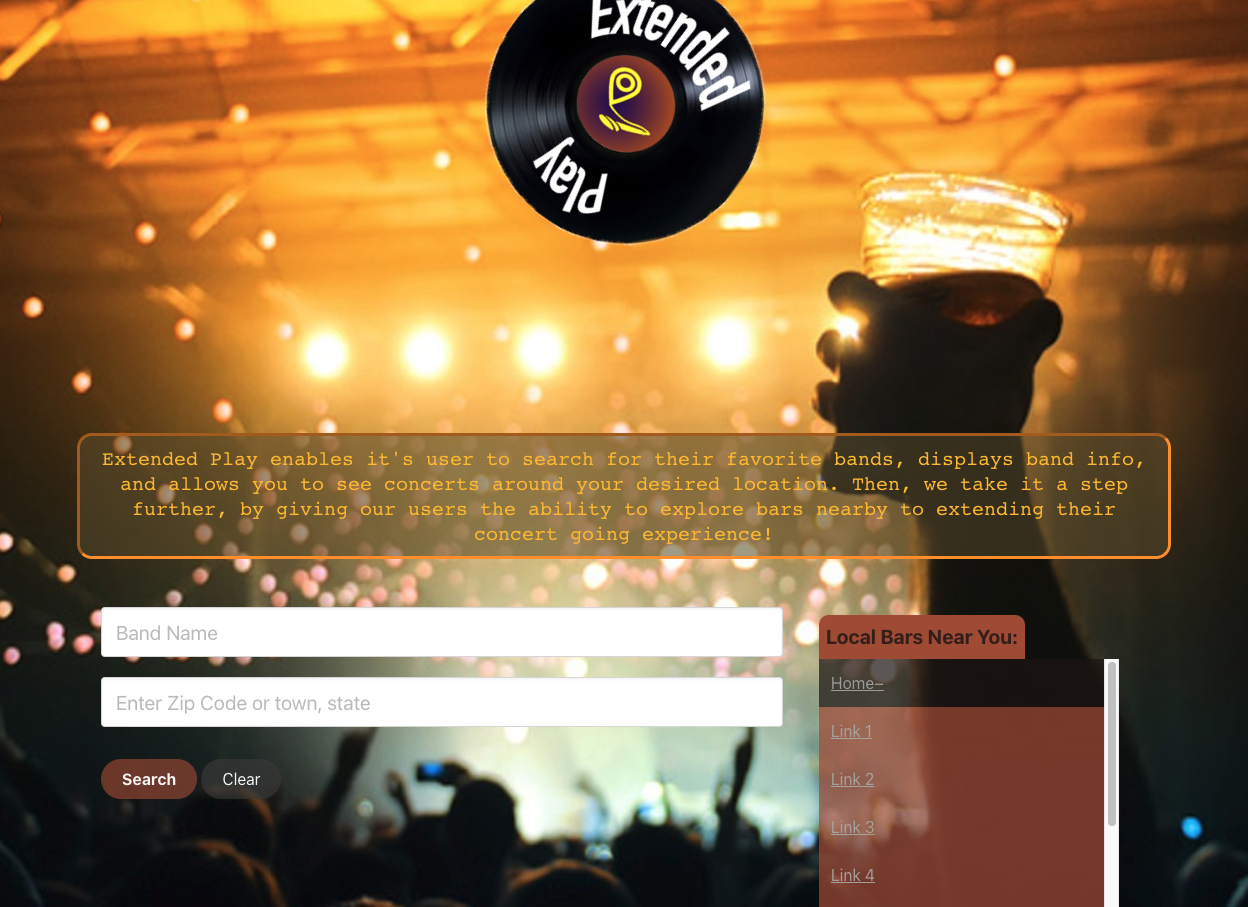 Extended
Play
Extended Play enables it's user to search for their favorite bands, displays band info,
and allows you to see concerts around your desired location. Then, we take it a step
further, by giving our users the ability to explore bars nearby to extending their
concert going experience!
Band Name
Enter Zip Code or town, state
Search Clear
Local Bars Near You:
Home–
Link 1
Link 2
Link 3
Link 4